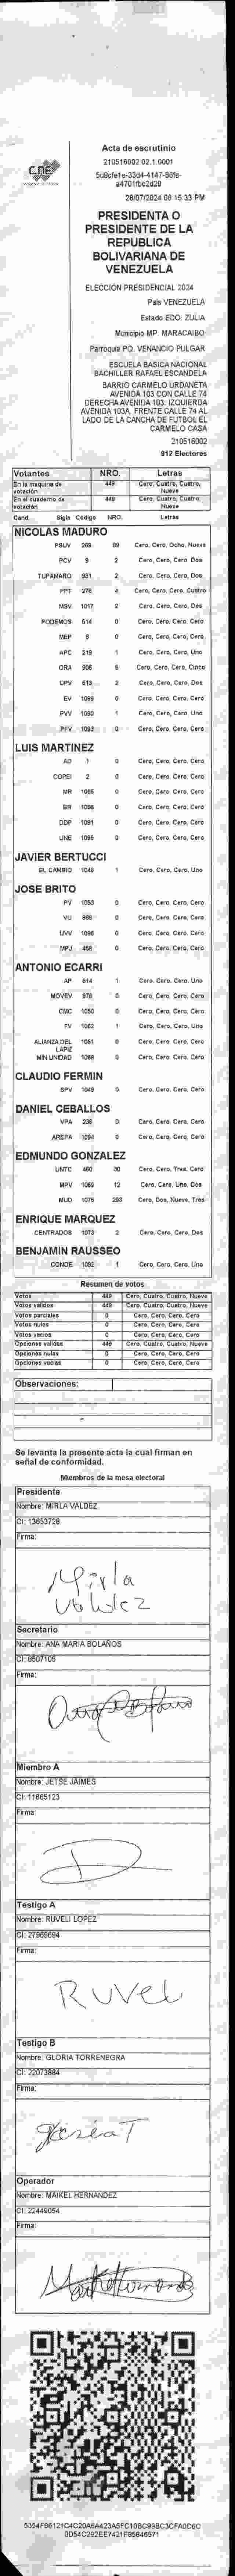 CNE
Acta de escrutinio
210516002.02.1.0001
28/07/2024 06:15:33 PM
PRESIDENTA O
PRESIDENTE DE LA
REPUBLICA
BOLIVARIANA DE
VENEZUELA
ELECCIÓN PRESIDENCIAL 2024
País VENEZUELA
Estado EDO. ZULIA
Municipio MP. MARACAIBO
Parroquia PQ. VENANCIO PULGAR
ESCUELA BASICA NACIONAL
BACHILLER RAFAEL ESCANDELA
BARRIO CARMELO URDANETA
AVENIDA 103 CON CALLE 74
DERECHA AVENIDA 103. IZQUIERDA
AVENIDA 103A. FRENTE CALLE 74 AL
LADO DE LA CANCHA DE FUTBOL EL
CARMELO CASA
210516002
912 Electores
Votantes NRO. Letras
En la maquina de votación 449 Cero, Cuatro, Cuatro, Nueve
En el cuaderno de votación 449 Cero, Cuatro, Cuatro, Nueve
Cand. Sigla Código NRO. Letras
NICOLAS MADURO
PSUV 269 89 Cero, Cero, Ocho, Nueve
PCV 9 2 Cero, Cero, Cero, Dos
TUPAMARO 931 2 Cero, Cero, Cero, Dos
PPT 276 4 Cero, Cero, Cero, Cuatro
MSV 1017 2 Cero, Cero, Cero, Dos
PODEMOS 514 0 Cero, Cero, Cero, Cero
MEP 5 0 Cero, Cero, Cero, Cero
APC 219 1 Cero, Cero, Cero, Uno
ORA 906 5 Cero, Cero, Cero, Cinco
UPV 513 2 Cero, Cero, Cero, Dos
EV 1089 0 Cero, Cero, Cero, Cero
PVV 1090 1 Cero, Cero, Cero, Uno
PFV 1093 0 Cero, Cero, Cero, Cero
LUIS MARTINEZ
AD 1 0 Cero, Cero, Cero, Cero
COPEI 2 0 Cero, Cero, Cero, Cero
MR 1065 0 Cero, Cero, Cero, Cero
BR 1086 0 Cero, Cero, Cero, Cero
DDP 1091 0 Cero, Cero, Cero, Cero
UNE 1096 0 Cero, Cero, Cero, Cero
JAVIER BERTUCCI
EL CAMBIO 1049 1 Cero, Cero, Cero, Uno
JOSE BRITO
PV 1053 0 Cero, Cero, Cero, Cero
VU 988 0 Cero, Cero, Cero, Cero
UVV 1098 0 Cero, Cero, Cero, Cero
MPJ 458 0 Cero, Cero, Cero, Cero
ANTONIO ECARRI
AP 814 1 Cero, Cero, Cero, Uno
MOVEV 978 0 Cero, Cero, Cero, Cero
CMC 1050 0 Cero, Cero, Cero, Cero
FV 1062 1 Cero, Cero, Cero, Uno
ALIANZA DEL LAPIZ 1051 0 Cero, Cero, Cero, Cero
MIN UNIDAD 1068 0 Cero, Cero, Cero, Cero
CLAUDIO FERMIN
SPV 1042 0 Cero, Cero, Cero, Cero
DANIEL CEBALLOS
VPA 236 0 Cero, Cero, Cero, Cero
AREPA 1094 0 Cero, Cero, Cero, Cero
EDMUNDO GONZALEZ
UNTC 460 30 Cero, Cero, Tres, Cero
MPV 1069 12 Cero, Cero, Uno, Dos
MUD 1075 293 Cero, Dos, Nueve, Tres
ENRIQUE MARQUEZ
CENTRADOS 1073 2 Cero, Cero, Cero, Dos
BENJAMIN RAUSSEO
CONDE 1092 1 Cero, Cero, Cero, Uno
Resumen de votos
Votos 449 Cero, Cuatro, Cuatro, Nueve
Votos validos 449 Cero, Cuatro, Cuatro, Nueve
Votos parciales 0 Cero, Cero, Cero, Cero
Votos nulos 0 Cero, Cero, Cero, Cero
Votos vacios 0 Cero, Cero, Cero, Cero
Opciones validas 449 Cero, Cuatro, Cuatro, Nueve
Opciones nulas 0 Cero, Cero, Cero, Cero
Opciones vacias 0 Cero, Cero, Cero, Cero
Observaciones:
Se levanta la presente acta la cual firman en
señal de conformidad.
Miembros de la mesa electoral
Presidente
Nombre: MIRLA VALDEZ
CI: 13653726
Firma:
Mirla
Valdez
Secretario
Nombre: ANA MARIA BOLAÑOS
CI: 8507105
Firma:
Miembro A
Nombre: JETSE JAIMES
CI: 11865123
Firma:
Testigo A
Nombre: RUVELI LOPEZ
CI: 27969694
Firma:
Ruvel
Testigo B
Nombre: GLORIA TORRENEGRA
CI: 22073884
Firma:
Gloria T
Operador
Nombre: MAIKEL HERNANDEZ
CI: 22449054
Firma:
Maikel Hernandez